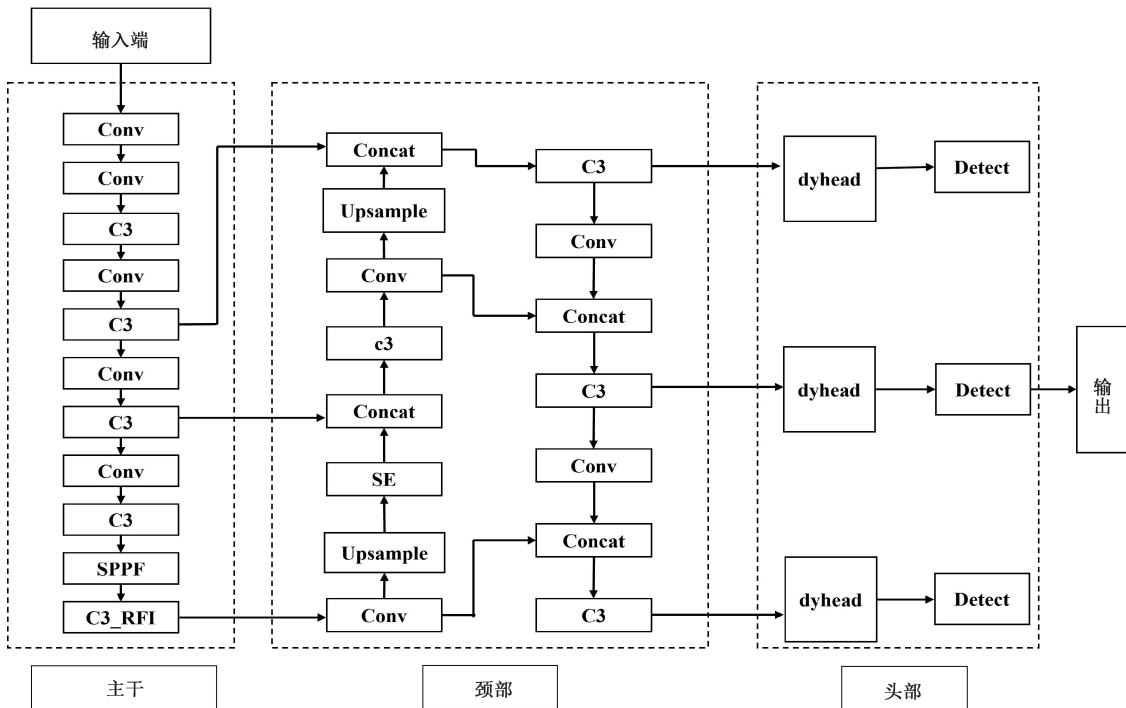 输入端
Conv
Conv
C3
Conv
C3
Conv
C3
Conv
C3
SPPF
C3_RFI
主干
Concat
Upsample
Conv
c3
Concat
SE
Upsample
Conv
C3
Conv
Concat
C3
Conv
Concat
C3
颈部
dyhead
Detect
dyhead
Detect
dyhead
Detect
头部
输出